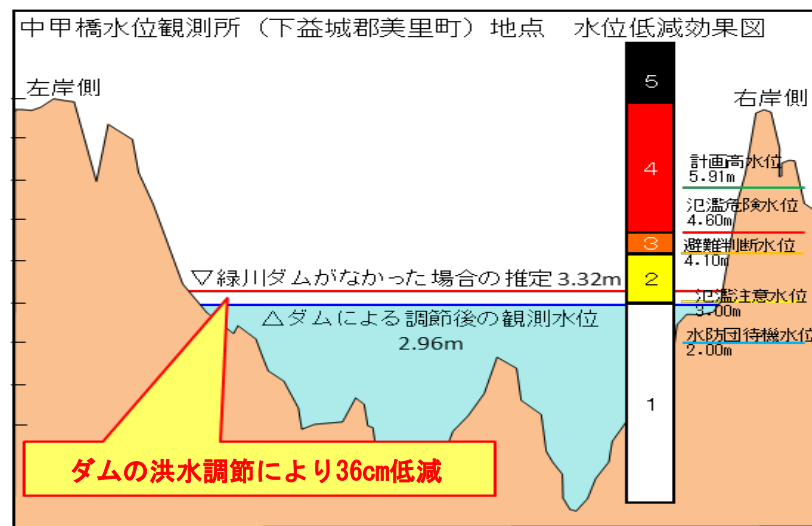 中甲橋水位観測所（下益城郡美里町）地点　水位低減効果図
左岸側
右岸側
5
4
3
2
1
計画高水位
5.91m
氾濫危険水位
4.60m
避難判断水位
4.10m
氾濫注意水位
3.00m
水防団待機水位
2.00m
▽緑川ダムがなかった場合の推定 3.32m
△ダムによる調節後の観測水位
2.96m
ダムの洪水調節により36cm低減